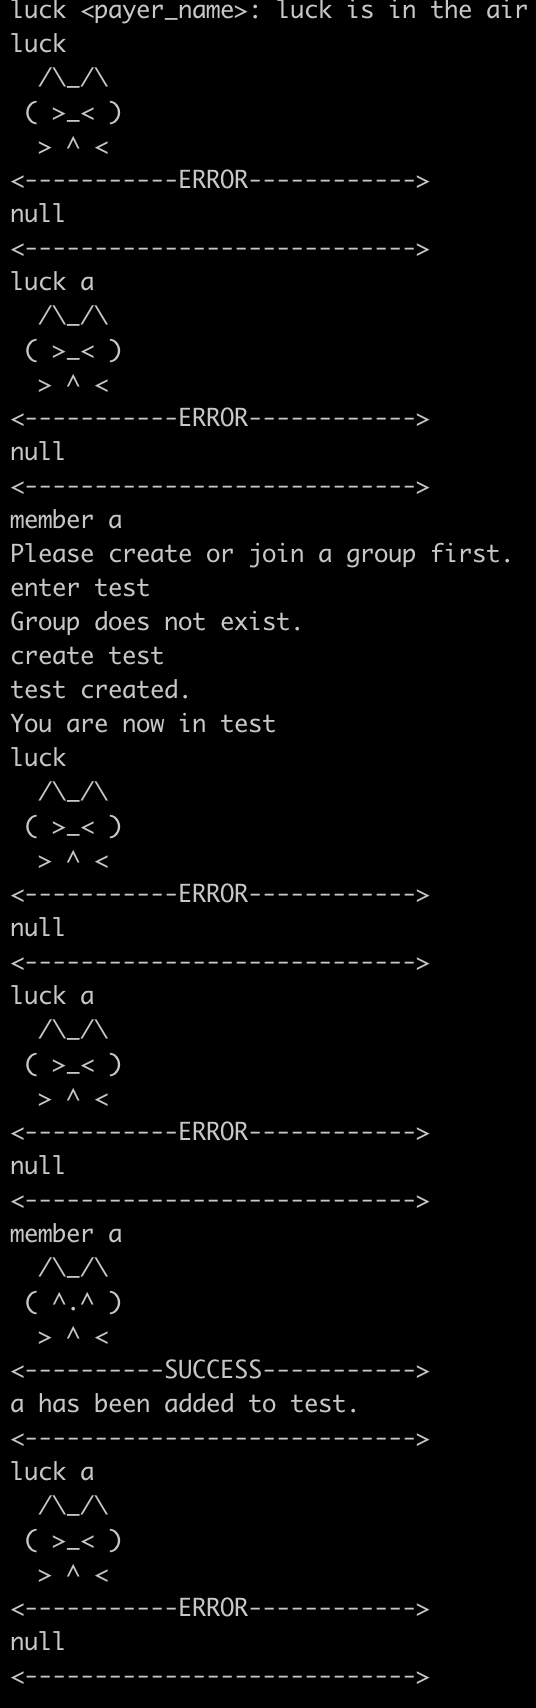 luck <payer_name>: luck is in the air
luck
   /\_/\
 ( >_< )
  > ^ <
<-----------ERROR------------>
null
<---------------------------->
luck a
   /\_/\
 ( >_< )
  > ^ <
<-----------ERROR------------>
null
<---------------------------->
member a
Please create or join a group first.
enter test
Group does not exist.
create test
test created.
You are now in test
luck
   /\_/\
 ( >_< )
  > ^ <
<-----------ERROR------------>
null
<---------------------------->
luck a
   /\_/\
 ( >_< )
  > ^ <
<-----------ERROR------------>
null
<---------------------------->
member a
   /\_/\
 ( ^.^ )
  > ^ <
<----------SUCCESS----------->
a has been added to test.
<---------------------------->
luck a
   /\_/\
 ( >_< )
  > ^ <
<-----------ERROR------------>
null
<---------------------------->